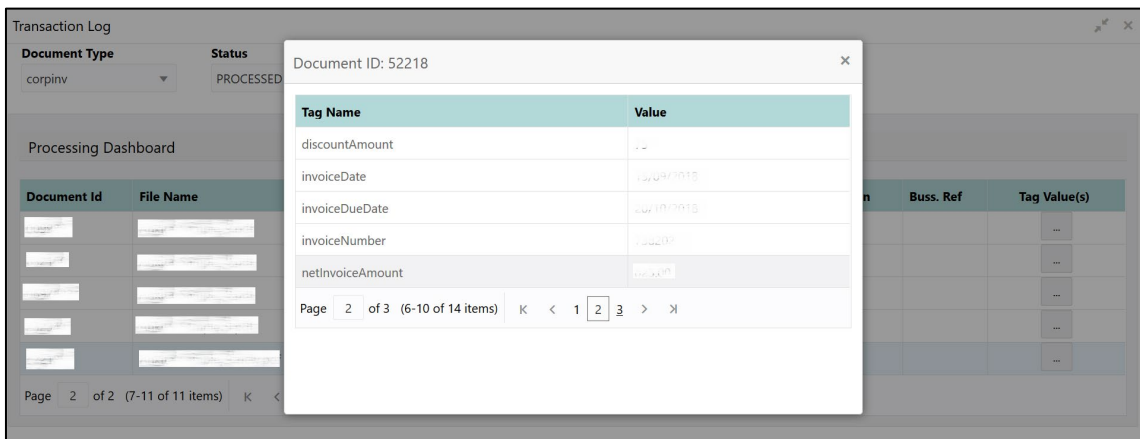 Transaction Log
Document Type Status
corpinv PROCESSED
Document ID: 52218
Tag Name Value
discountAmount
invoiceDate
invoiceDueDate
invoiceNumber
netInvoiceAmount
Page 2 of 3 (6-10 of 14 items) K < 1 2 3 > >|
Processing Dashboard
Document Id File Name n Buss. Ref Tag Value(s)
...
...
...
...
...
Page 2 of 2 (7-11 of 11 items) K <